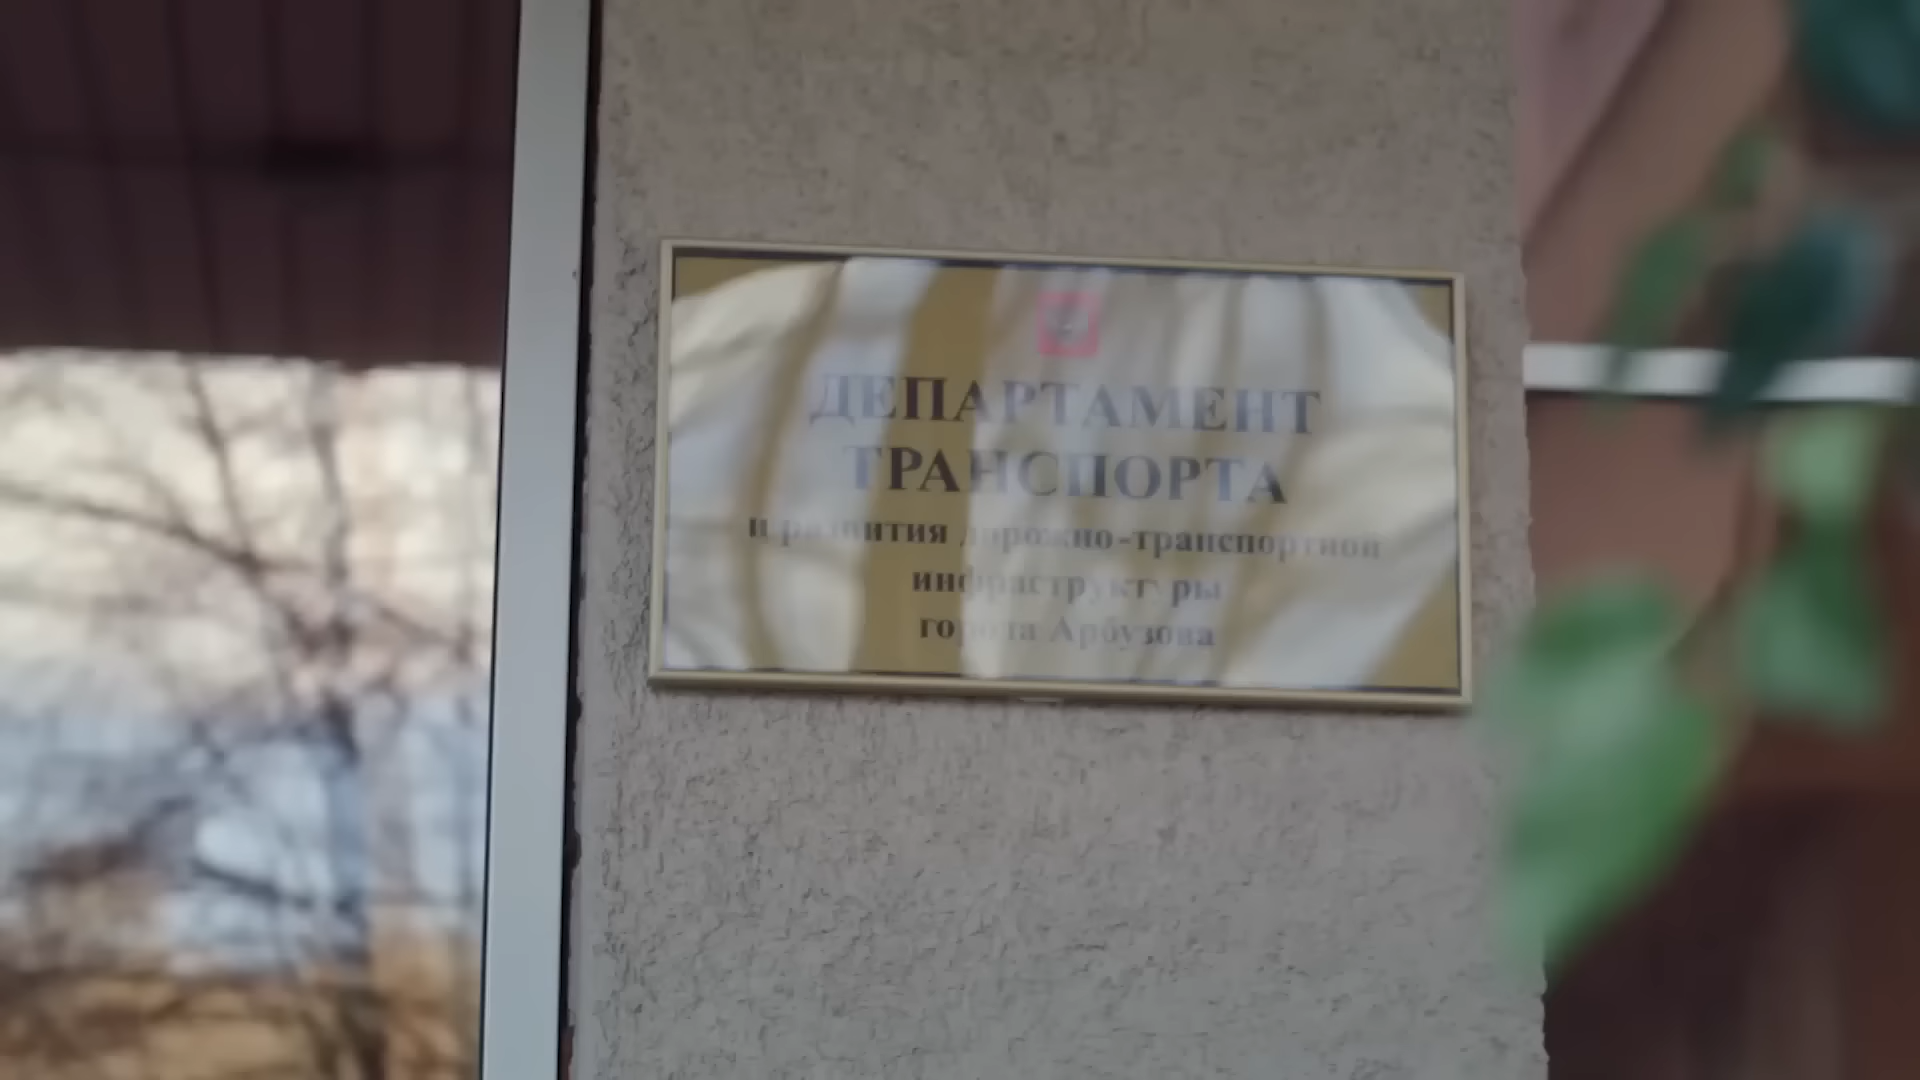 ДЕПАРТАМЕНТ
ТРАНСПОРТА
и развития дорожно-транспортной
инфраструктуры
города Арбузова